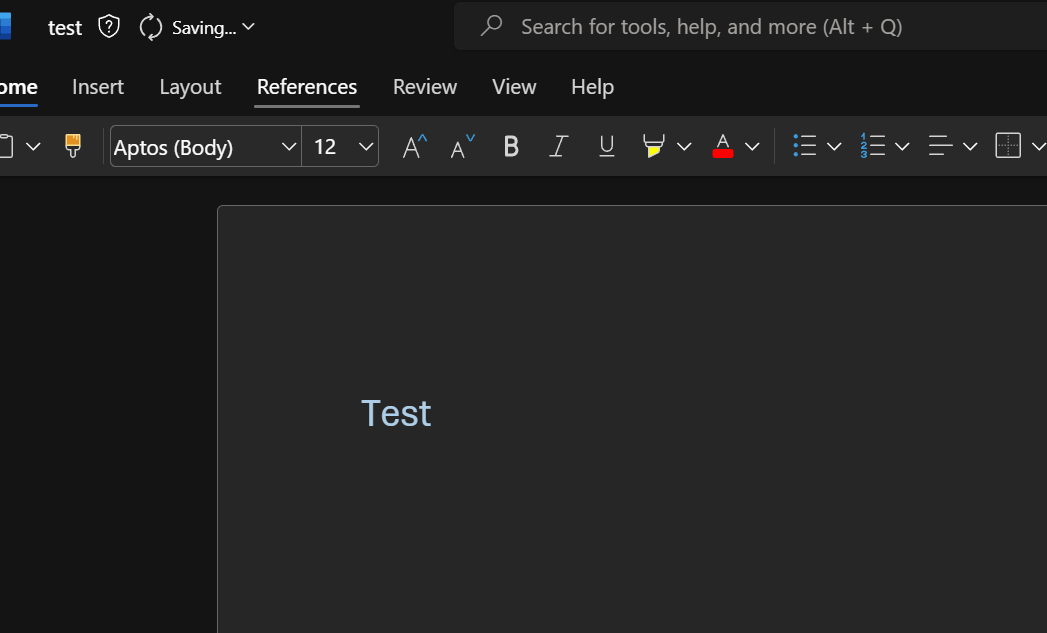 test Saving... Search for tools, help, and more (Alt + Q)
ome Insert Layout References Review View Help
Aptos (Body) 12
Test